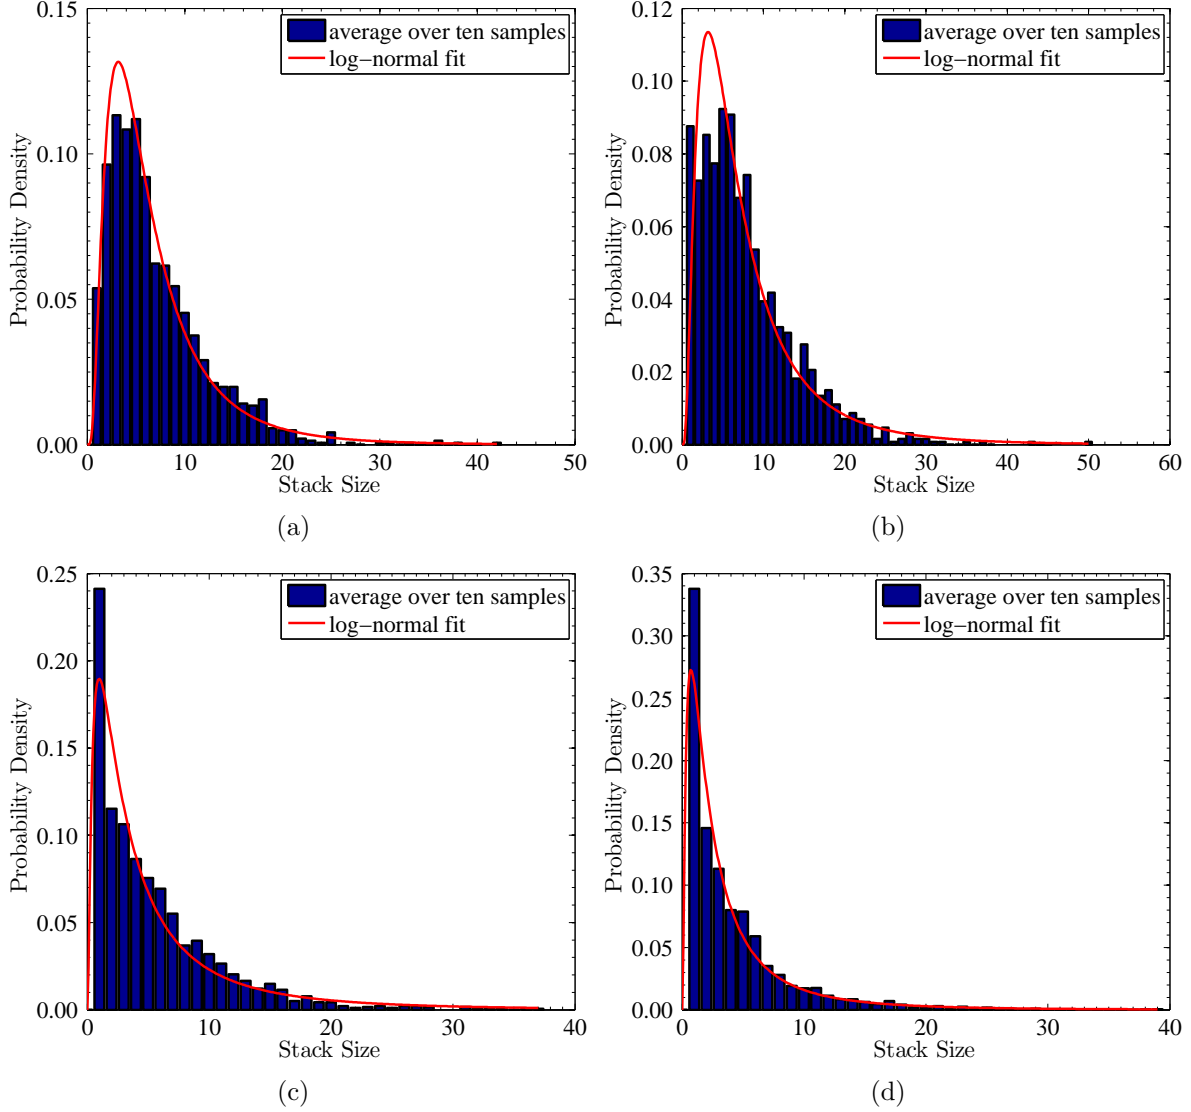 0.15
0.10
0.05
0.00
Probability Density
average over ten samples
log−normal fit
0 10 20 30 40 50
Stack Size
(a)
0.12
0.10
0.08
0.06
0.04
0.02
0.00
Probability Density
average over ten samples
log−normal fit
0 10 20 30 40 50 60
Stack Size
(b)
0.25
0.20
0.15
0.10
0.05
0.00
Probability Density
average over ten samples
log−normal fit
0 10 20 30 40
Stack Size
(c)
0.35
0.30
0.25
0.20
0.15
0.10
0.05
0.00
Probability Density
average over ten samples
log−normal fit
0 10 20 30 40
Stack Size
(d)